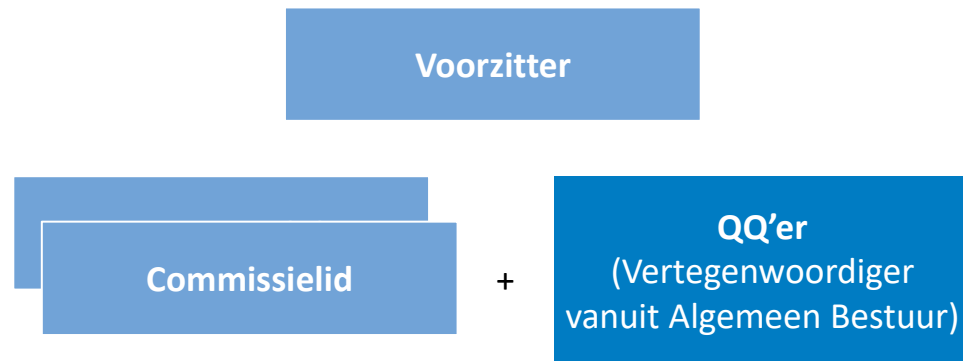 Voorzitter
Commissielid
+
QQ’er
(Vertegenwoordiger
vanuit Algemeen Bestuur)